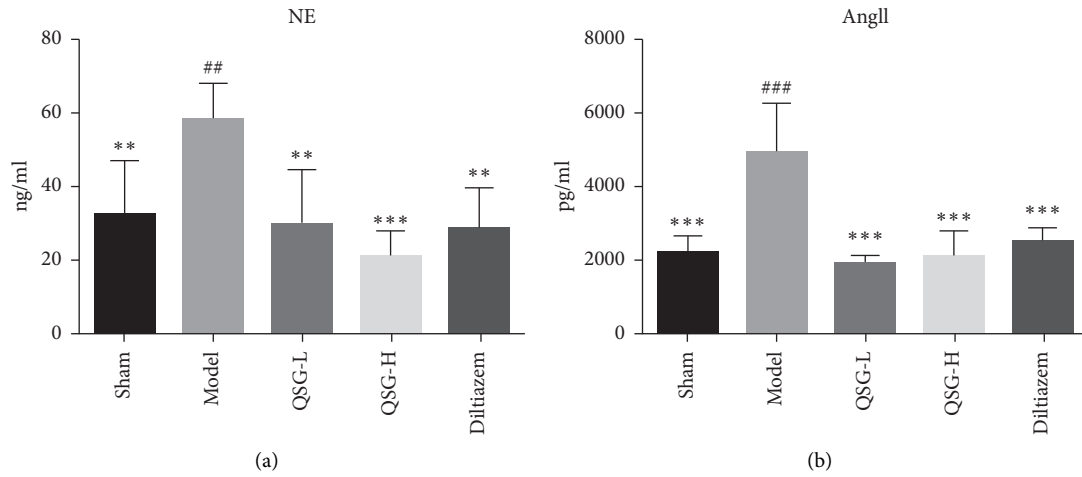 NE
80
60
40
20
0
ng/ml
**
##
**
***
**
Sham
Model
QSG-L
QSG-H
Diltiazem
(a)
Angll
8000
6000
4000
2000
0
pg/ml
***
###
***
***
***
Sham
Model
QSG-L
QSG-H
Diltiazem
(b)